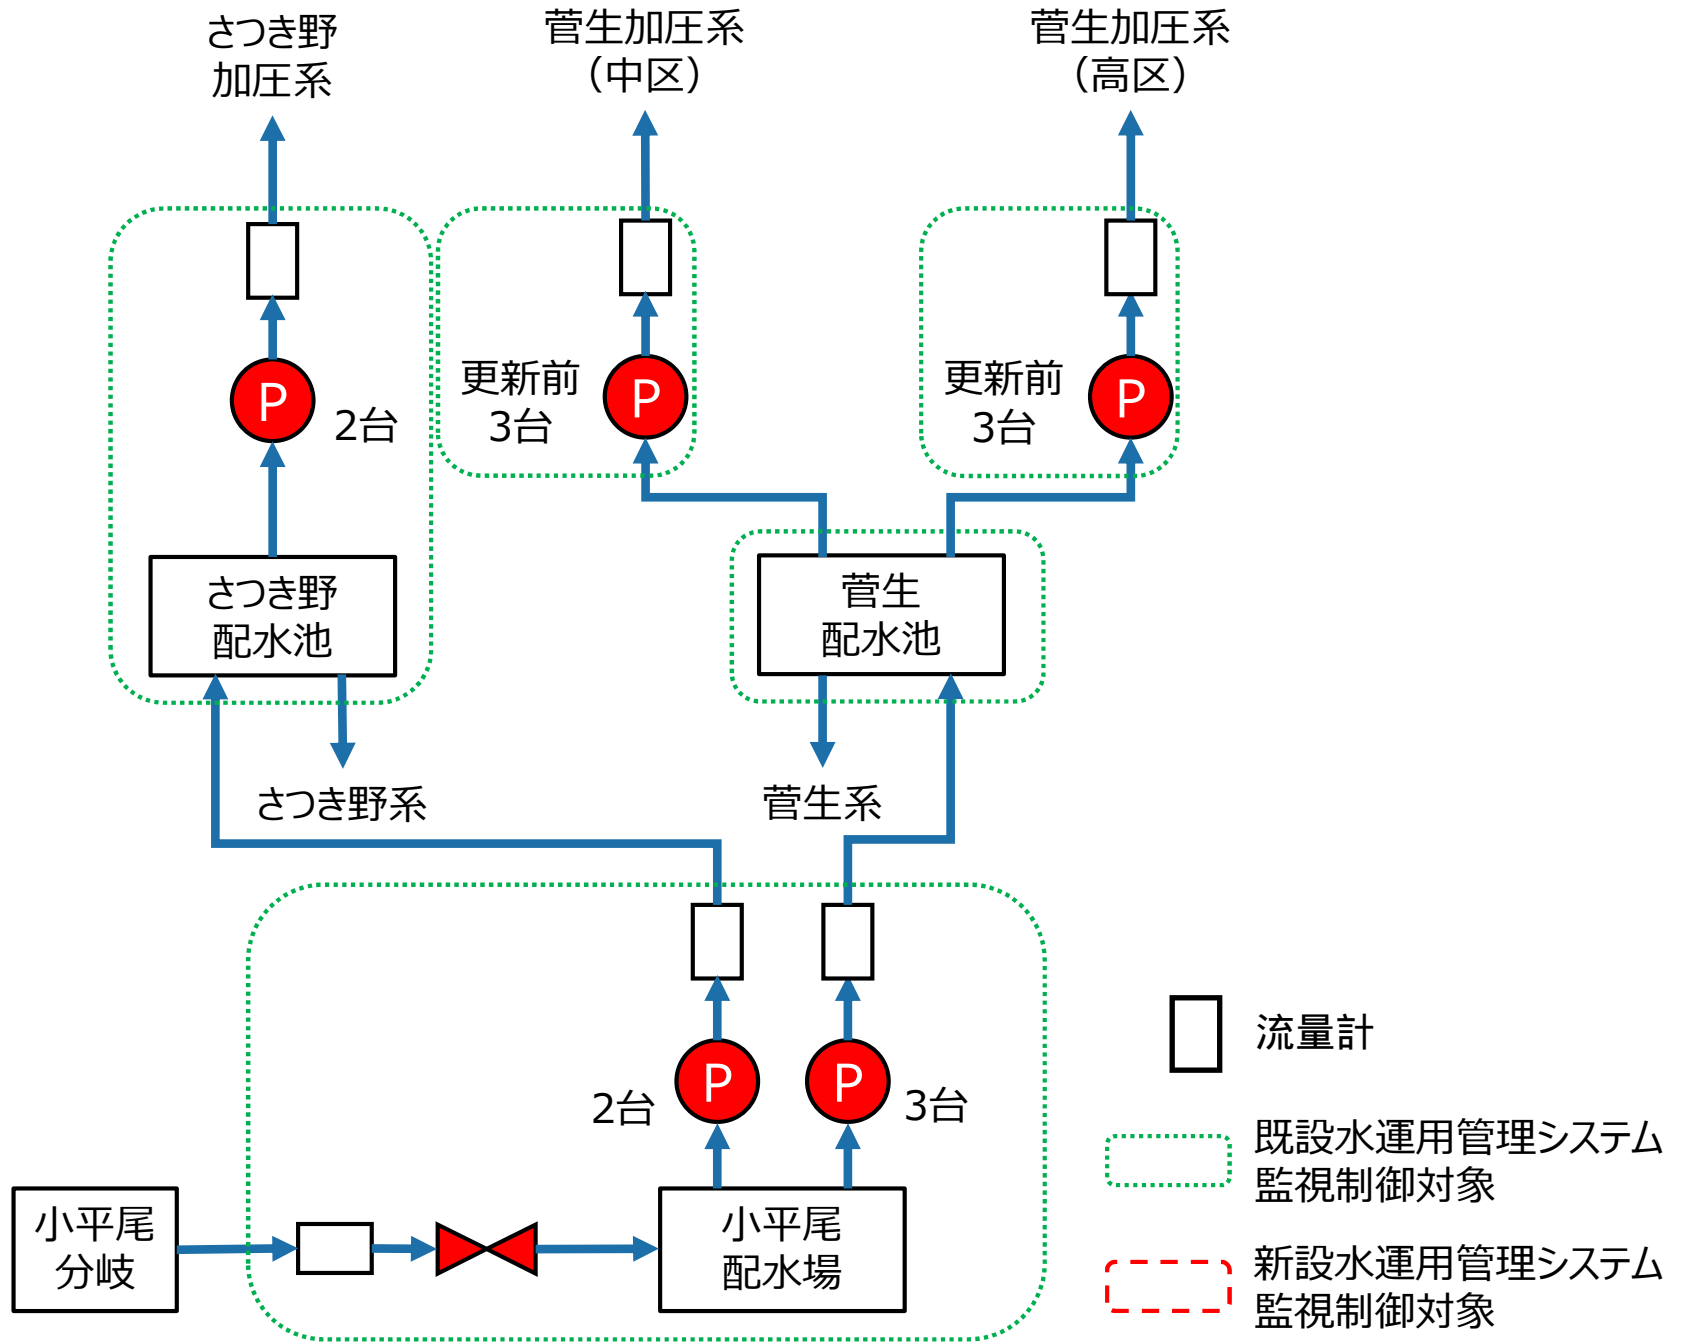 さつき野
加圧系
菅生加圧系
（中区）
菅生加圧系
（高区）
P
2台
更新前
3台
P
更新前
3台
P
さつき野
配水池
菅生
配水池
さつき野系
菅生系
2台
P
P
3台
小平尾
分岐
小平尾
配水場
流量計
既設水運用管理システム
監視制御対象
新設水運用管理システム
監視制御対象